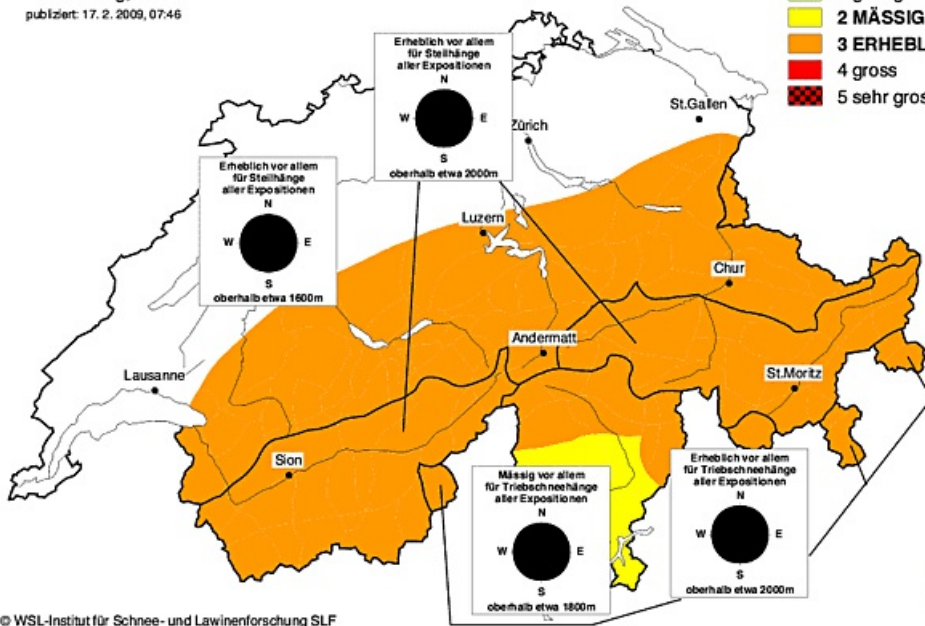 publiziert: 17. 2. 2009, 07:46
2 MÄSSIG
3 ERHEBL
4 gross
5 sehr gros
Erheblich vor allem
für Steilhänge
aller Expositionen
N
W E
S
oberhalb etwa 2000m
St.Gallen
Zürich
Erheblich vor allem
für Steilhänge
aller Expositionen
N
W E
S
oberhalb etwa 1600m
Luzern
Chur
Andermatt
Lausanne
St.Moritz
Sion
Mässig vor allem
für Triebschneehänge
aller Expositionen
N
W E
S
oberhalb etwa 1800m
Erheblich vor allem
für Triebschneehänge
aller Expositionen
N
W E
S
oberhalb etwa 2000m
© WSL-Institut für Schnee- und Lawinenforschung SLF